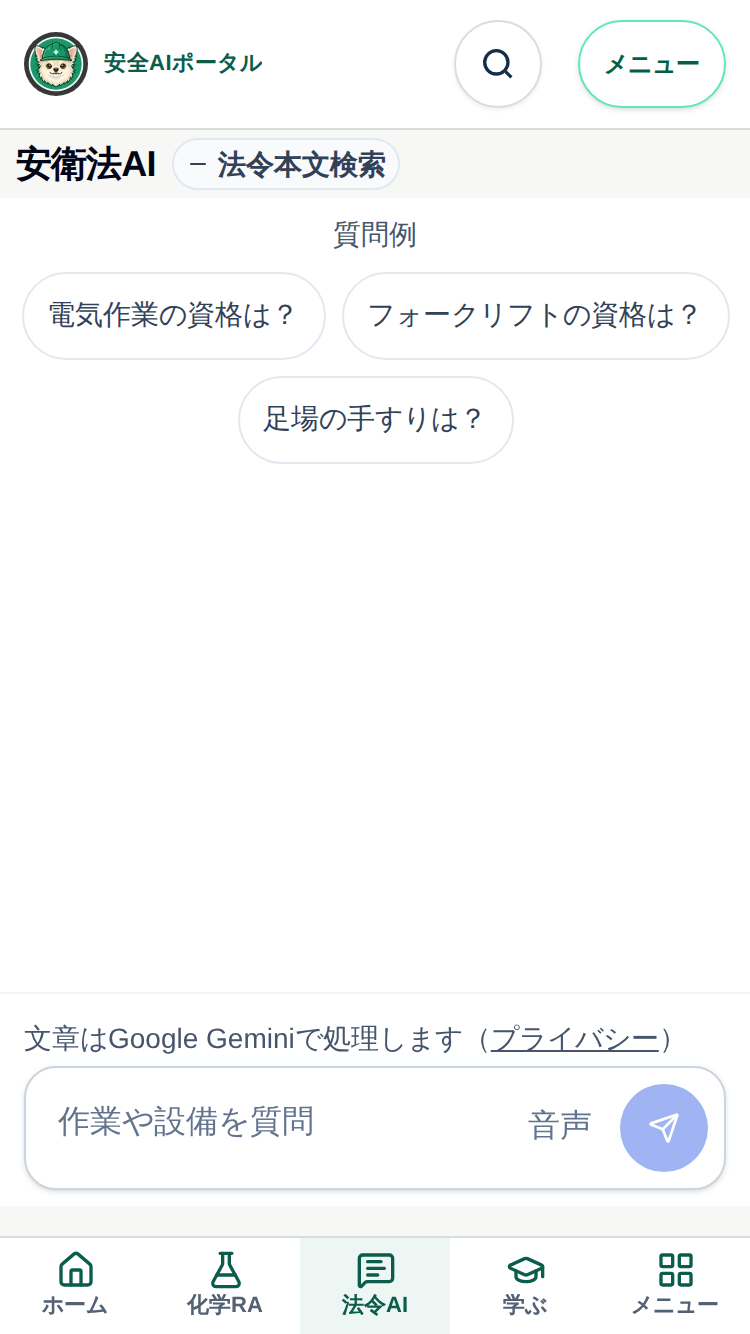 安全AIポータル
メニュー
安衛法AI
− 法令本文検索
質問例
電気作業の資格は？
フォークリフトの資格は？
足場の手すりは？
文章はGoogle Geminiで処理します（プライバシー）
作業や設備を質問
音声
ホーム
化学RA
法令AI
学ぶ
メニュー